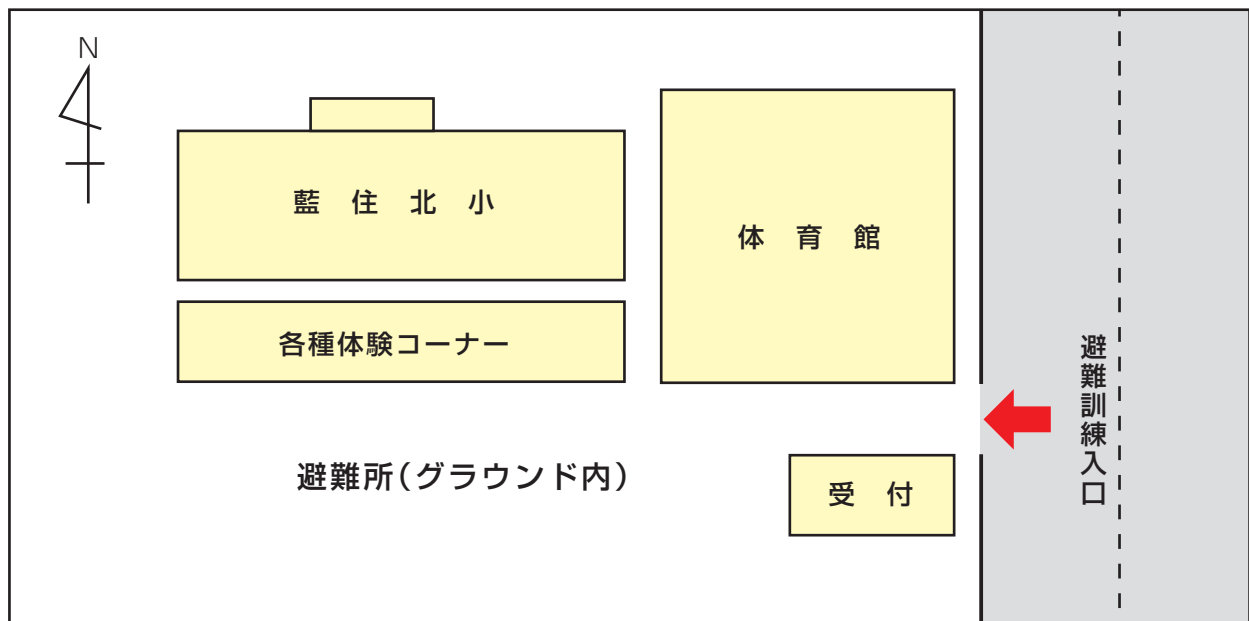 N
藍住北小
体育館
各種体験コーナー
避難訓練入口
避難所(グラウンド内)
受付